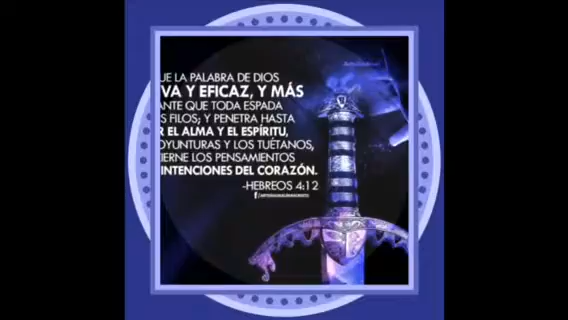 UE LA PALABRA DE DIOS
VA Y EFICAZ, Y MÁS
ANTE QUE TODA ESPADA
S FILOS; Y PENETRA HASTA
R EL ALMA Y EL ESPÍRITU,
OYUNTURAS Y LOS TUÉTANOS,
IERNE LOS PENSAMIENTOS
INTENCIONES DEL CORAZÓN.
-HEBREOS 4:12